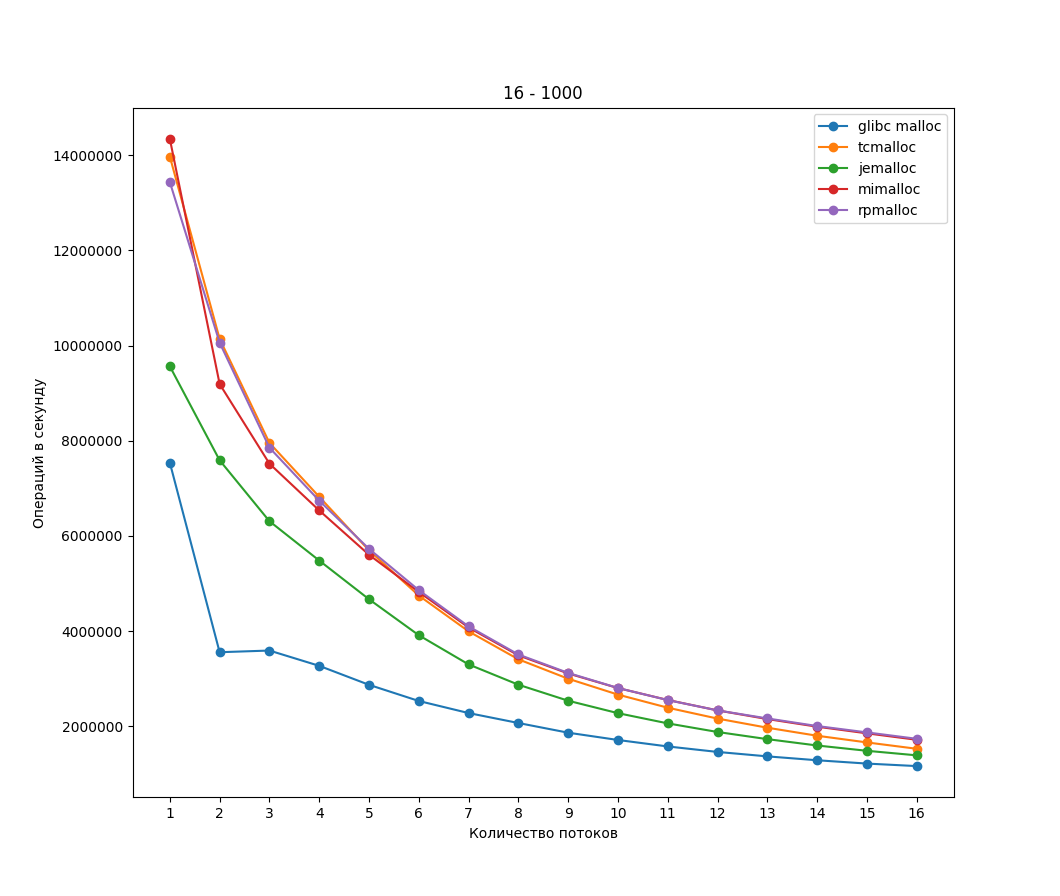 16 - 1000
glibc malloc
tcmalloc
jemalloc
mimalloc
rpmalloc
14000000
12000000
10000000
8000000
6000000
4000000
2000000
Операций в секунду
1 2 3 4 5 6 7 8 9 10 11 12 13 14 15 16
Количество потоков